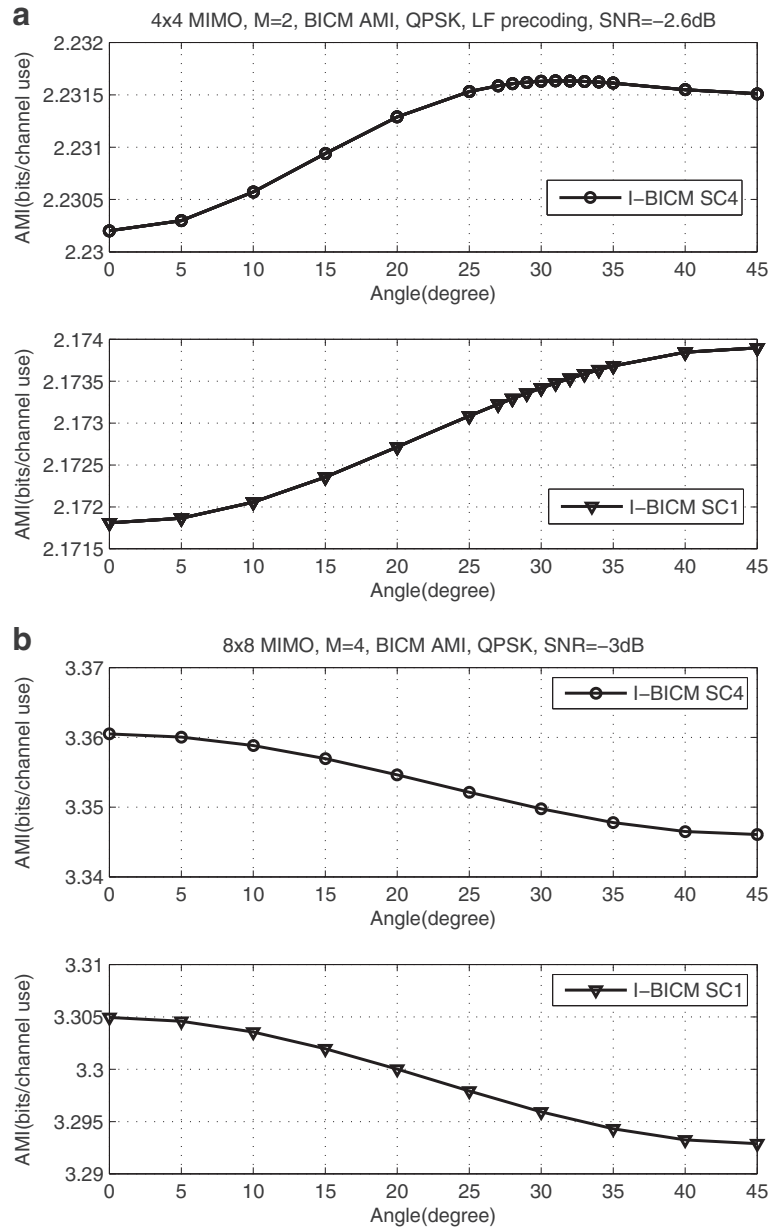 a
4x4 MIMO, M=2, BICM AMI, QPSK, LF precoding, SNR=−2.6dB
AMI(bits/channel use)
2.232
2.2315
2.231
2.2305
2.23
I−BICM SC4
0 5 10 15 20 25 30 35 40 45
Angle(degree)
AMI(bits/channel use)
2.174
2.1735
2.173
2.1725
2.172
2.1715
I−BICM SC1
0 5 10 15 20 25 30 35 40 45
Angle(degree)
b
8x8 MIMO, M=4, BICM AMI, QPSK, SNR=−3dB
AMI(bits/channel use)
3.37
3.36
3.35
3.34
I−BICM SC4
0 5 10 15 20 25 30 35 40 45
Angle(degree)
AMI(bits/channel use)
3.31
3.305
3.3
3.295
3.29
I−BICM SC1
0 5 10 15 20 25 30 35 40 45
Angle(degree)